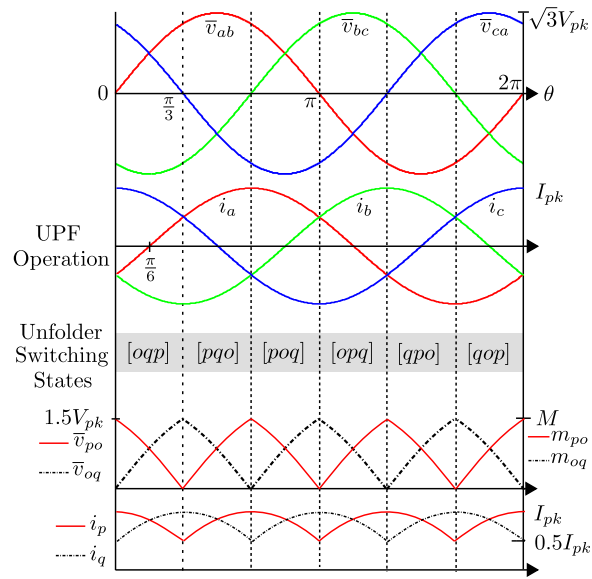 v̅_ab v̅_bc v̅_ca √3V_pk
0 π/3 π 2π θ
i_a i_b i_c I_pk
UPF
Operation
π/6
Unfolder
Switching
States
[oqp] [pqo] [poq] [opq] [qpo] [qop]
1.5V_pk M
v̅_po m_po
v̅_oq m_oq
i_p I_pk
i_q 0.5I_pk